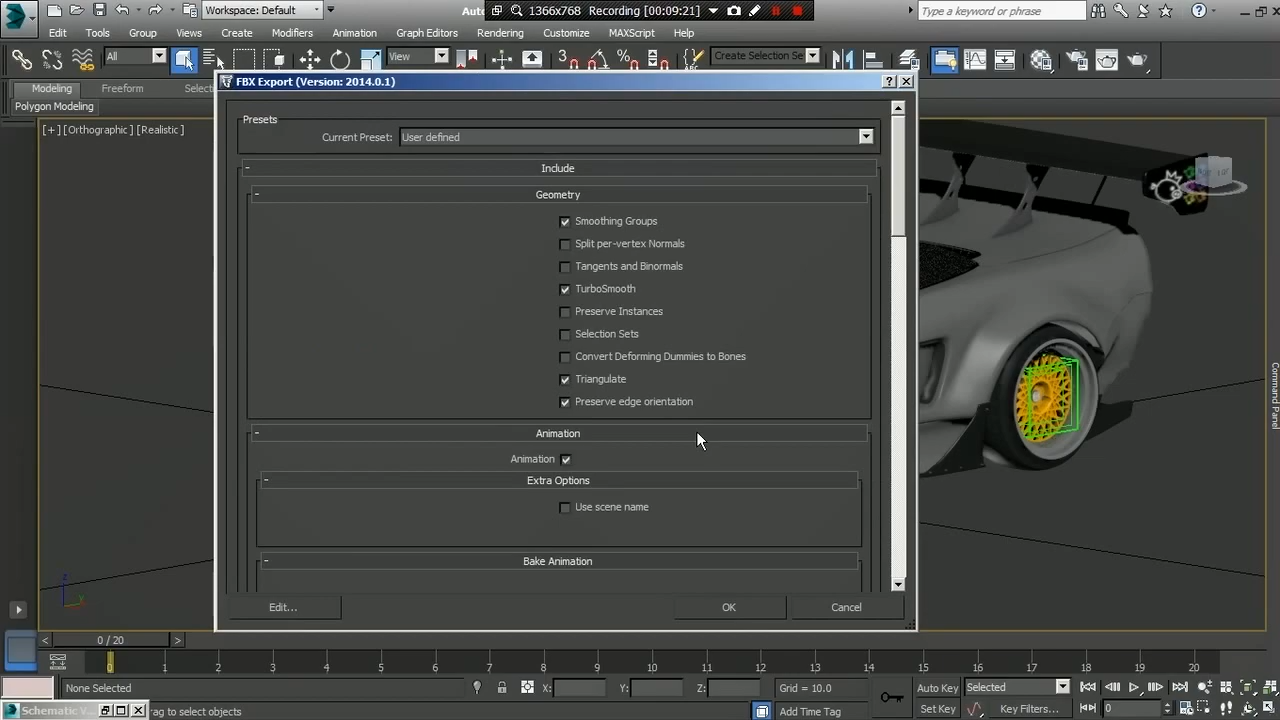 Workspace: Default
Auto
1366x768 Recording [00:09:21]
Type a keyword or phrase
Edit Tools Group Views Create Modifiers Animation Graph Editors Rendering Customize MAXScript Help
All
View
Create Selection Se
Modeling Freeform Select
Polygon Modeling
[+] [Orthographic] [Realistic]
FBX Export (Version: 2014.0.1)
Presets
Current Preset: User defined
Include
Geometry
Smoothing Groups
Split per-vertex Normals
Tangents and Binormals
TurboSmooth
Preserve Instances
Selection Sets
Convert Deforming Dummies to Bones
Triangulate
Preserve edge orientation
Animation
Animation
Extra Options
Use scene name
Bake Animation
Edit... OK Cancel
Command Panel
z
< 0 / 20 >
0 1 2 3 4 5 6 7 8 9 10 11 12 13 14 15 16 17 18 19 20
None Selected X: Y: Z: Grid = 10.0 Auto Key Selected
Schematic V... rag to select objects Add Time Tag Set Key Key Filters... 0